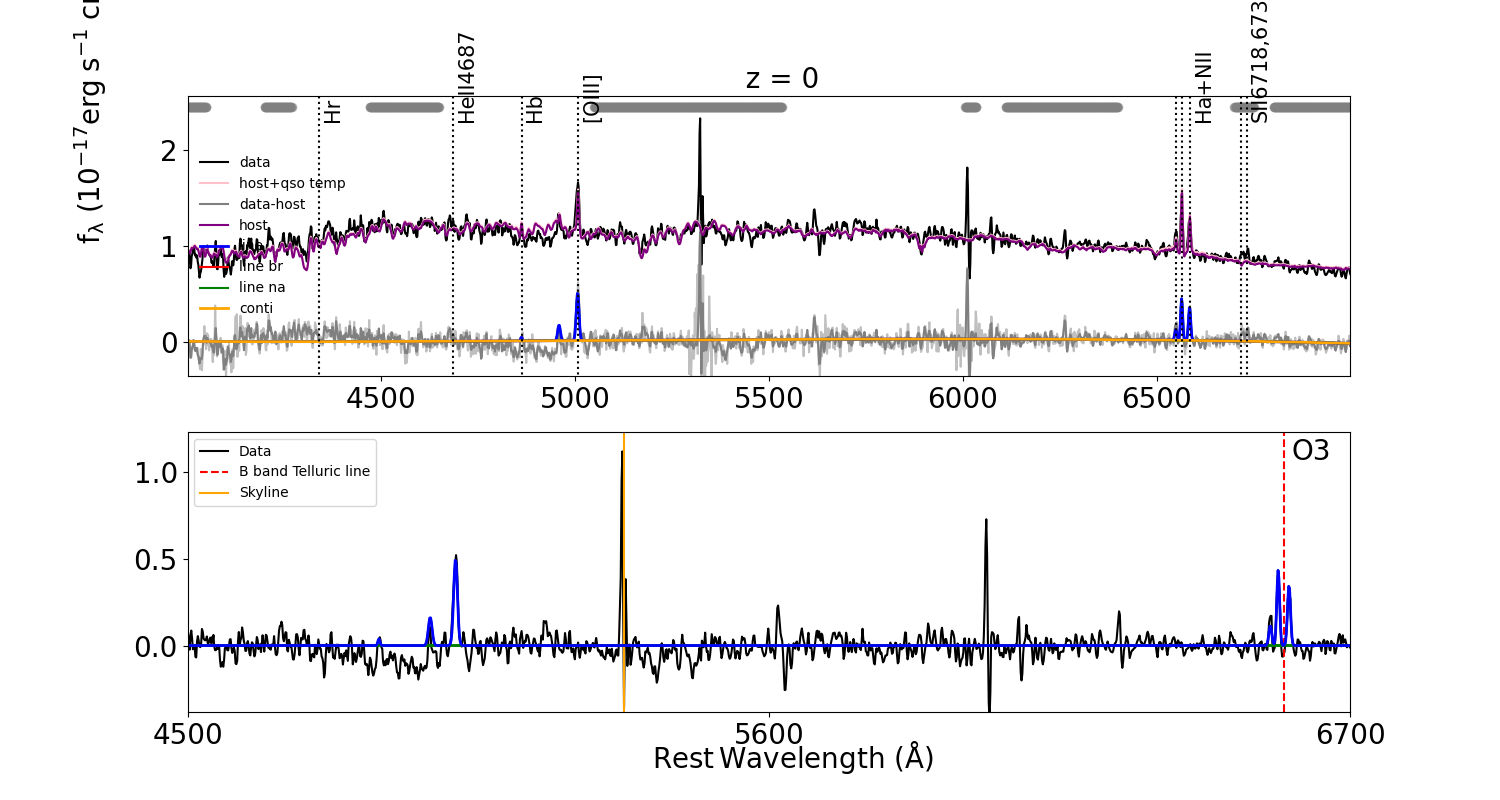 z = 0
f_λ (10^−17 erg s^−1
Hr
HeII4687
Hb
[OIII]
Ha+NII
SII6718,673
data
host+qso temp
data-host
host
line br
line na
conti
2
1
0
4500 5000 5500 6000 6500
Data
B band Telluric line
Skyline
O3
1.0
0.5
0.0
4500 5600 6700
Rest Wavelength (Å)